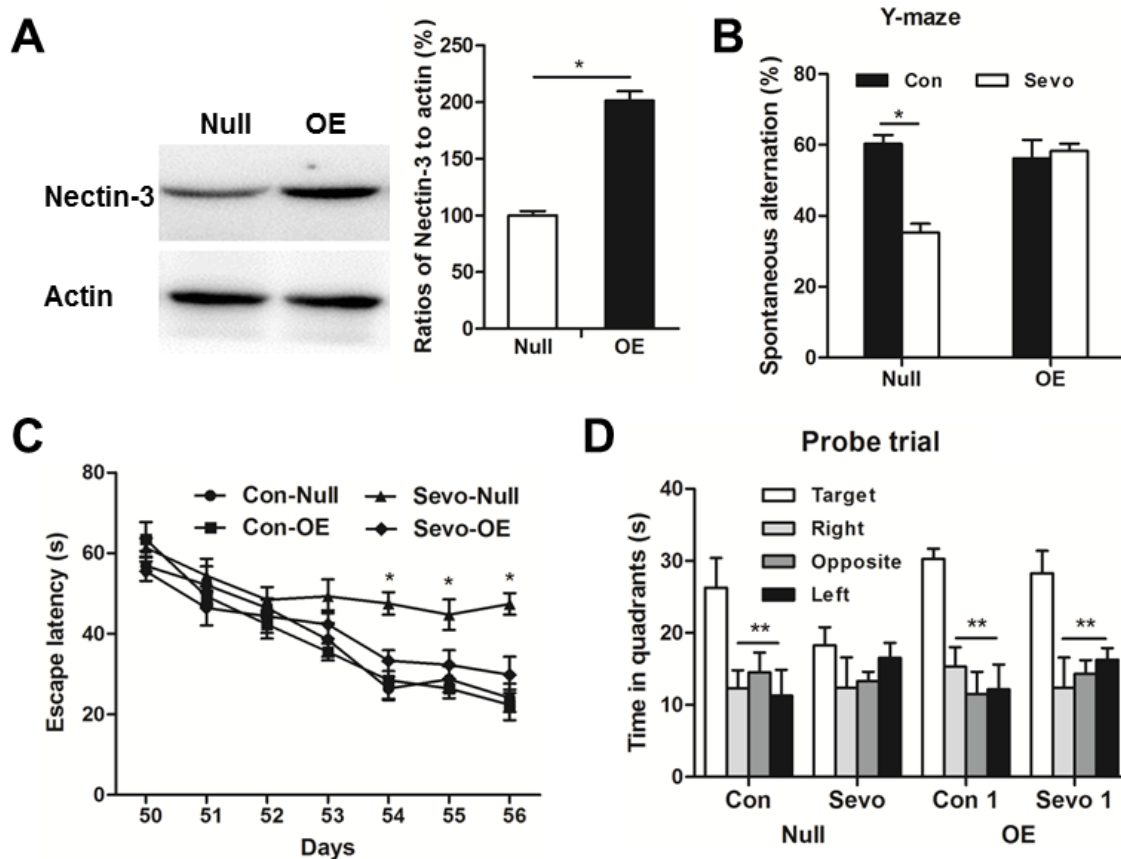 A
Null OE
Nectin-3
Actin
Ratios of Nectin-3 to actin (%)
250
200
150
100
50
0
*
Null OE
B
Y-maze
Spontaneous alternation (%)
80
60
40
20
0
Con Sevo
*
Null OE
C
Escape latency (s)
80
60
40
20
0
Con-Null Sevo-Null
Con-OE Sevo-OE
* * *
50 51 52 53 54 55 56
Days
D
Probe trial
Time in quadrants (s)
40
30
20
10
0
Target
Right
Opposite
Left
** ** **
Con Sevo Con 1 Sevo 1
Null OE